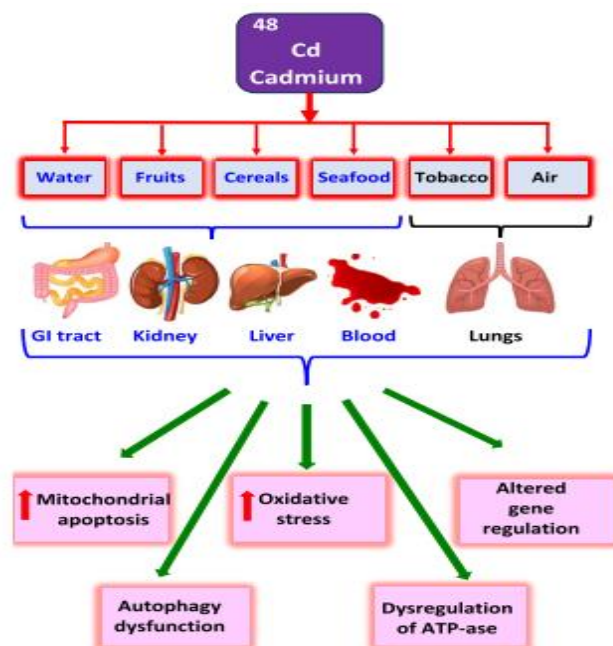 48
Cd
Cadmium
Water
Fruits
Cereals
Seafood
Tobacco
Air
GI tract
Kidney
Liver
Blood
Lungs
Mitochondrial
apoptosis
Oxidative
stress
Altered
gene
regulation
Autophagy
dysfunction
Dysregulation
of ATP-ase